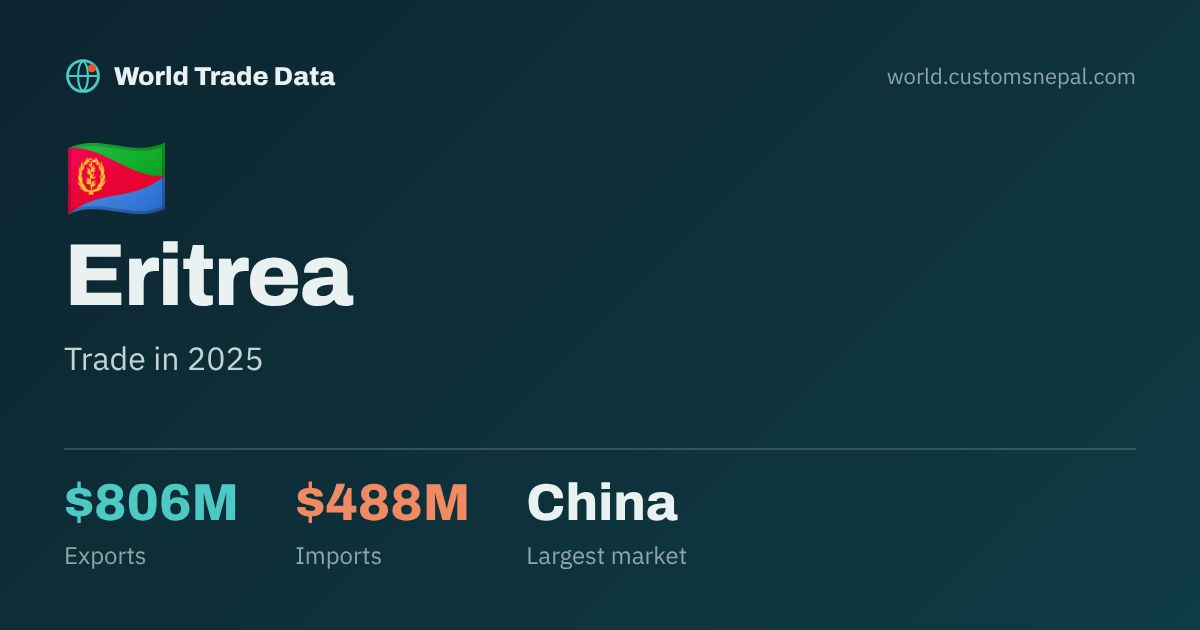 World Trade Data
world.customsnepal.com
Eritrea
Trade in 2025
$806M $488M China
Exports Imports Largest market